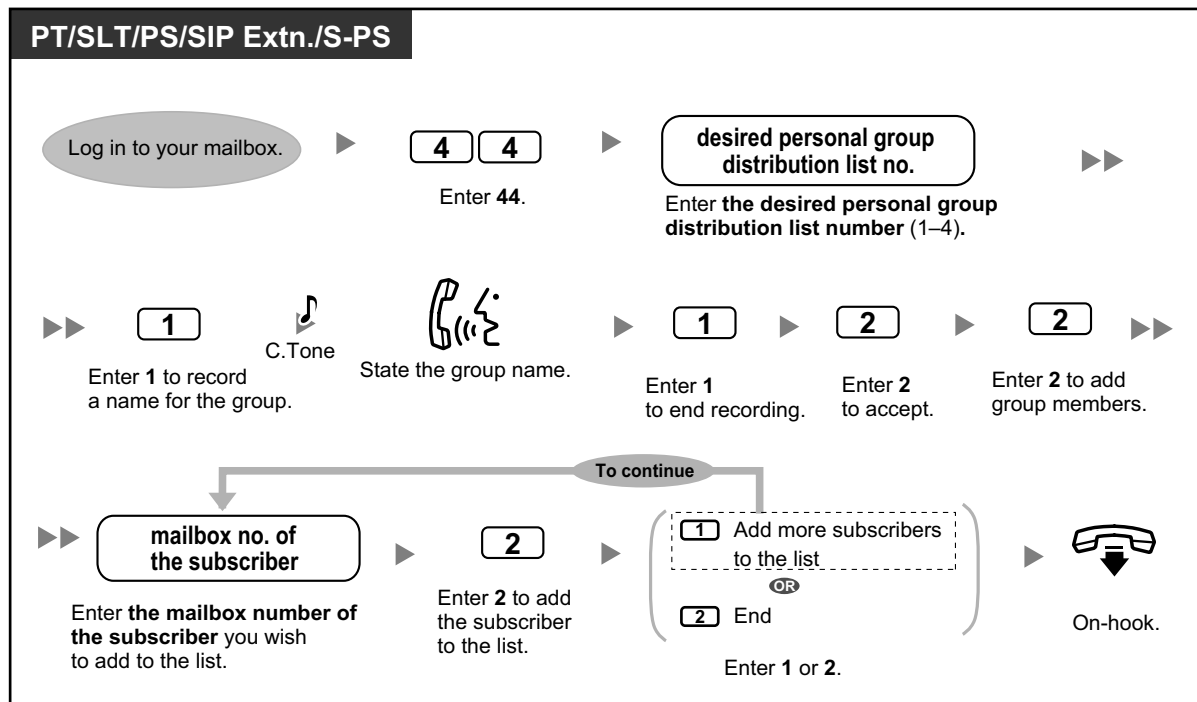 PT/SLT/PS/SIP Extn./S-PS
Log in to your mailbox.
4 4
Enter 44.
desired personal group
distribution list no.
Enter the desired personal group
distribution list number (1–4).
1
Enter 1 to record
a name for the group.
C.Tone
State the group name.
1
Enter 1
to end recording.
2
Enter 2
to accept.
2
Enter 2 to add
group members.
To continue
mailbox no. of
the subscriber
Enter the mailbox number of
the subscriber you wish
to add to the list.
2
Enter 2 to add
the subscriber
to the list.
1 Add more subscribers
to the list
OR
2 End
Enter 1 or 2.
On-hook.